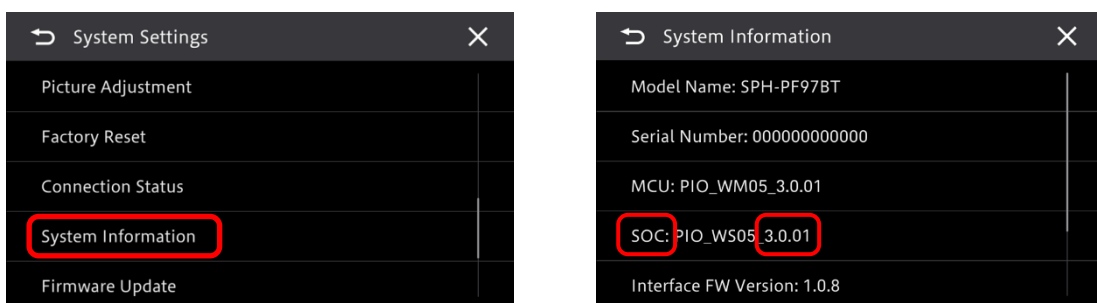 System Settings
Picture Adjustment
Factory Reset
Connection Status
System Information
Firmware Update
System Information
Model Name: SPH-PF97BT
Serial Number: 000000000000
MCU: PIO_WM05_3.0.01
SOC: PIO_WS05_3.0.01
Interface FW Version: 1.0.8